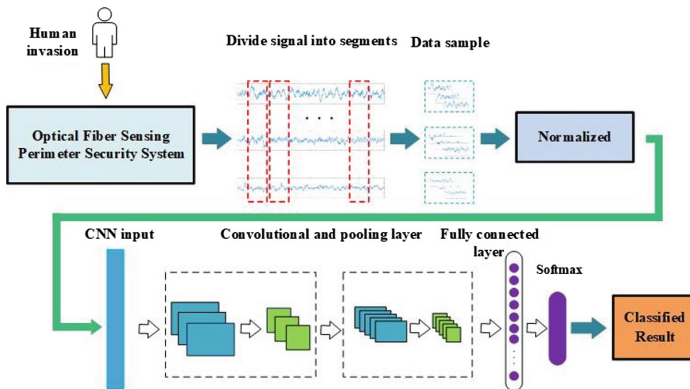 Human
invasion
Divide signal into segments
Data sample
Optical Fiber Sensing
Perimeter Security System
Normalized
CNN input
Convolutional and pooling layer
Fully connected
layer
Softmax
Classified
Result